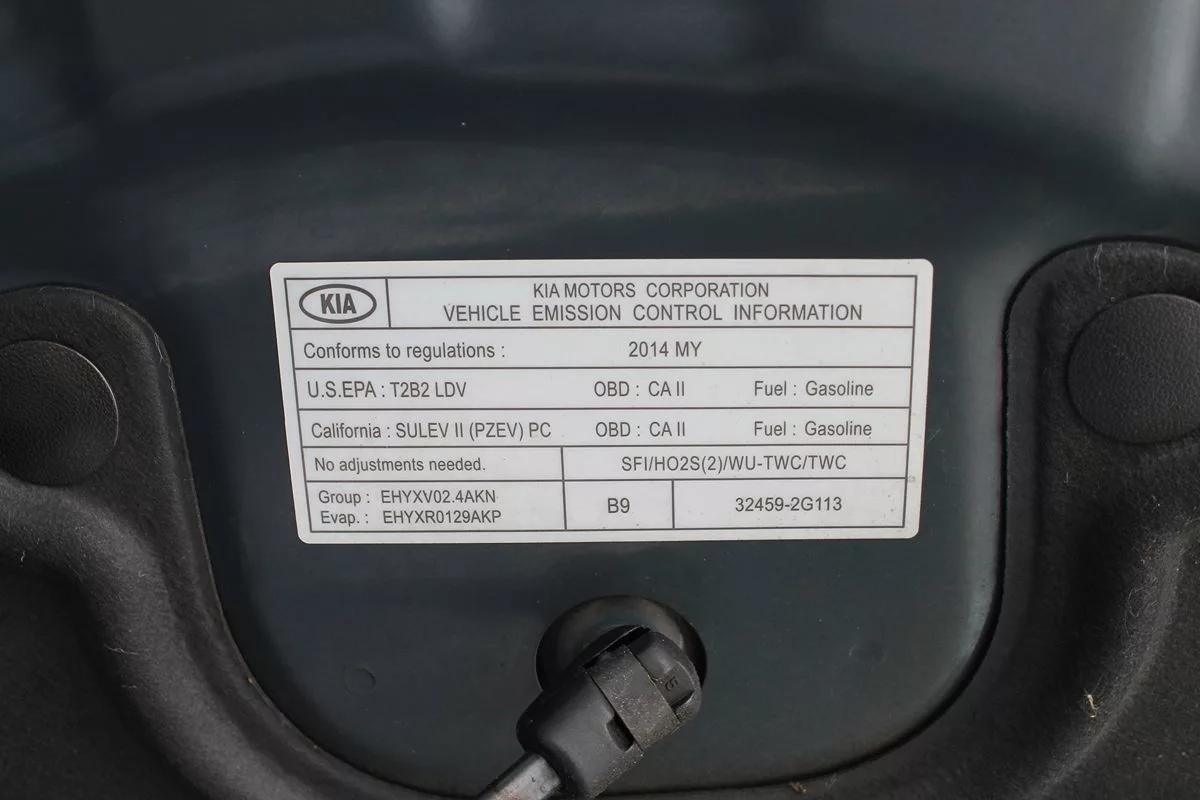 KIA
KIA MOTORS CORPORATION
VEHICLE EMISSION CONTROL INFORMATION
Conforms to regulations : 2014 MY
U.S.EPA : T2B2 LDV OBD : CA II Fuel : Gasoline
California : SULEV II (PZEV) PC OBD : CA II Fuel : Gasoline
No adjustments needed. SFI/HO2S(2)/WU-TWC/TWC
Group : EHYXV02.4AKN
Evap. : EHYXR0129AKP
B9 32459-2G113